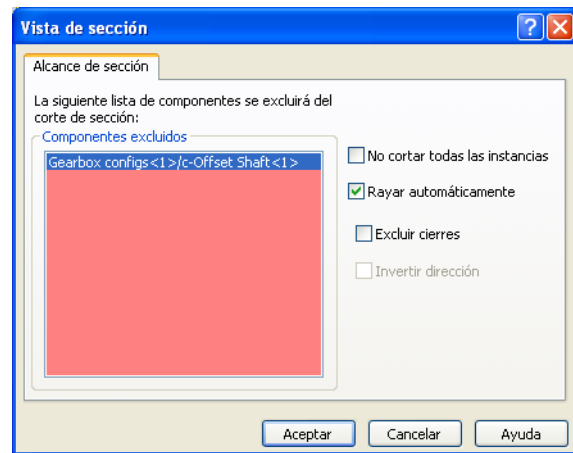 Vista de sección
Alcance de sección
La siguiente lista de componentes se excluirá del
corte de sección:
Componentes excluidos
Gearbox configs<1>/c-Offset Shaft<1>
No cortar todas las instancias
Rayar automáticamente
Excluir cierres
Invertir dirección
Aceptar
Cancelar
Ayuda